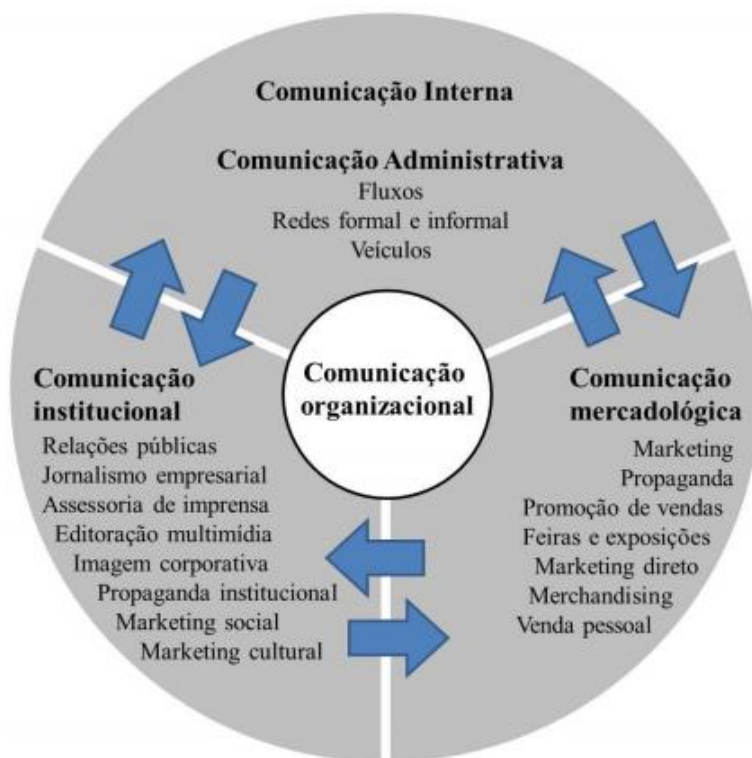 Comunicação Interna
Comunicação Administrativa
Fluxos
Redes formal e informal
Veículos
Comunicação
organizacional
Comunicação
institucional
Relações públicas
Jornalismo empresarial
Assessoria de imprensa
Editoração multimídia
Imagem corporativa
Propaganda institucional
Marketing social
Marketing cultural
Comunicação
mercadológica
Marketing
Propaganda
Promoção de vendas
Feiras e exposições
Marketing direto
Merchandising
Venda pessoal